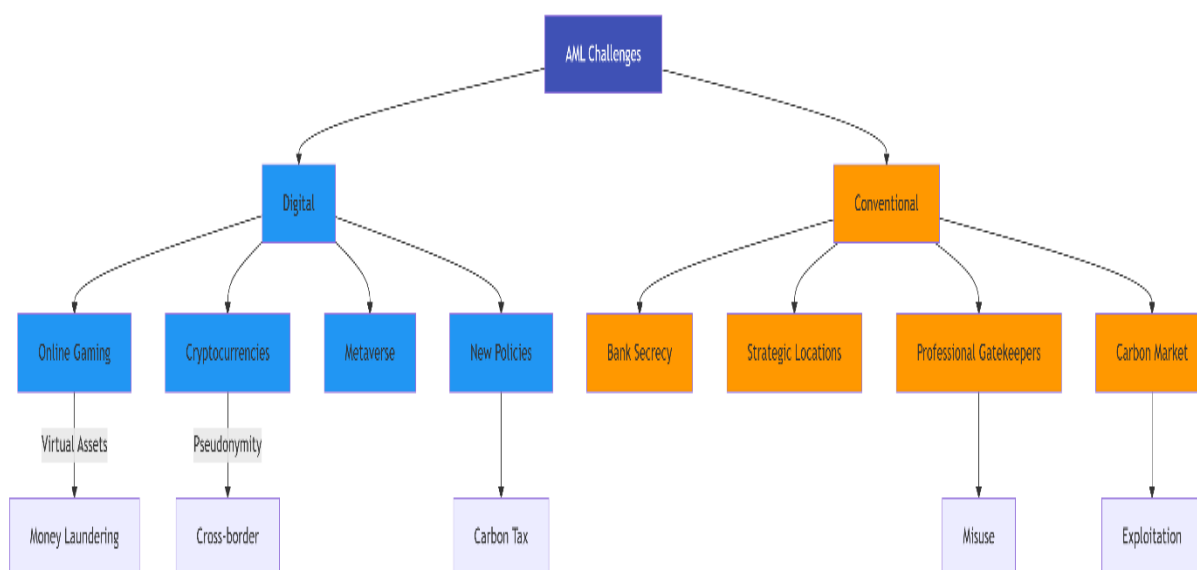 AML Challenges
Digital
Conventional
Online Gaming
Cryptocurrencies
Metaverse
New Policies
Bank Secrecy
Strategic Locations
Professional Gatekeepers
Carbon Market
Virtual Assets
Pseudonymity
Money Laundering
Cross-border
Carbon Tax
Misuse
Exploitation